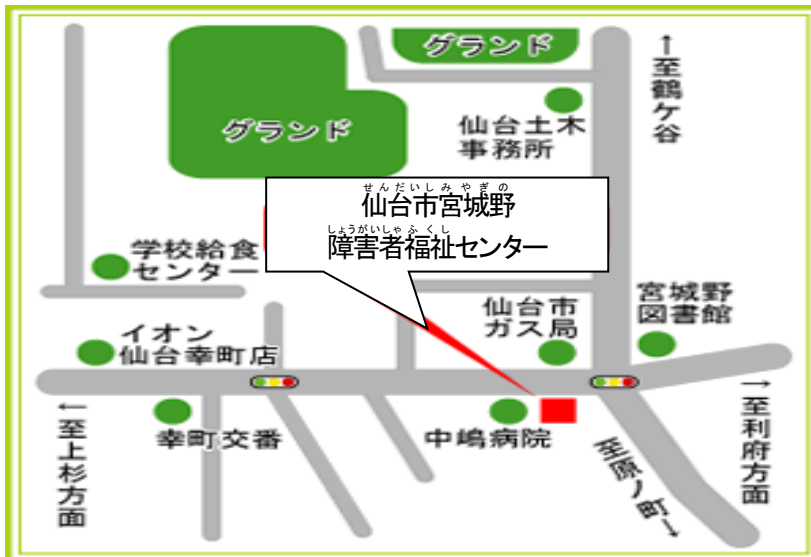 グランド
グランド
↑至鶴ケ谷
仙台土木
事務所
せんだいしみやぎの
仙台市宮城野
しょうがいしゃふくし
障害者福祉センター
学校給食
センター
仙台市
ガス局
宮城野
図書館
イオン
仙台幸町店
←至上杉方面
幸町交番
中嶋病院
至原ノ町→
→至利府方面